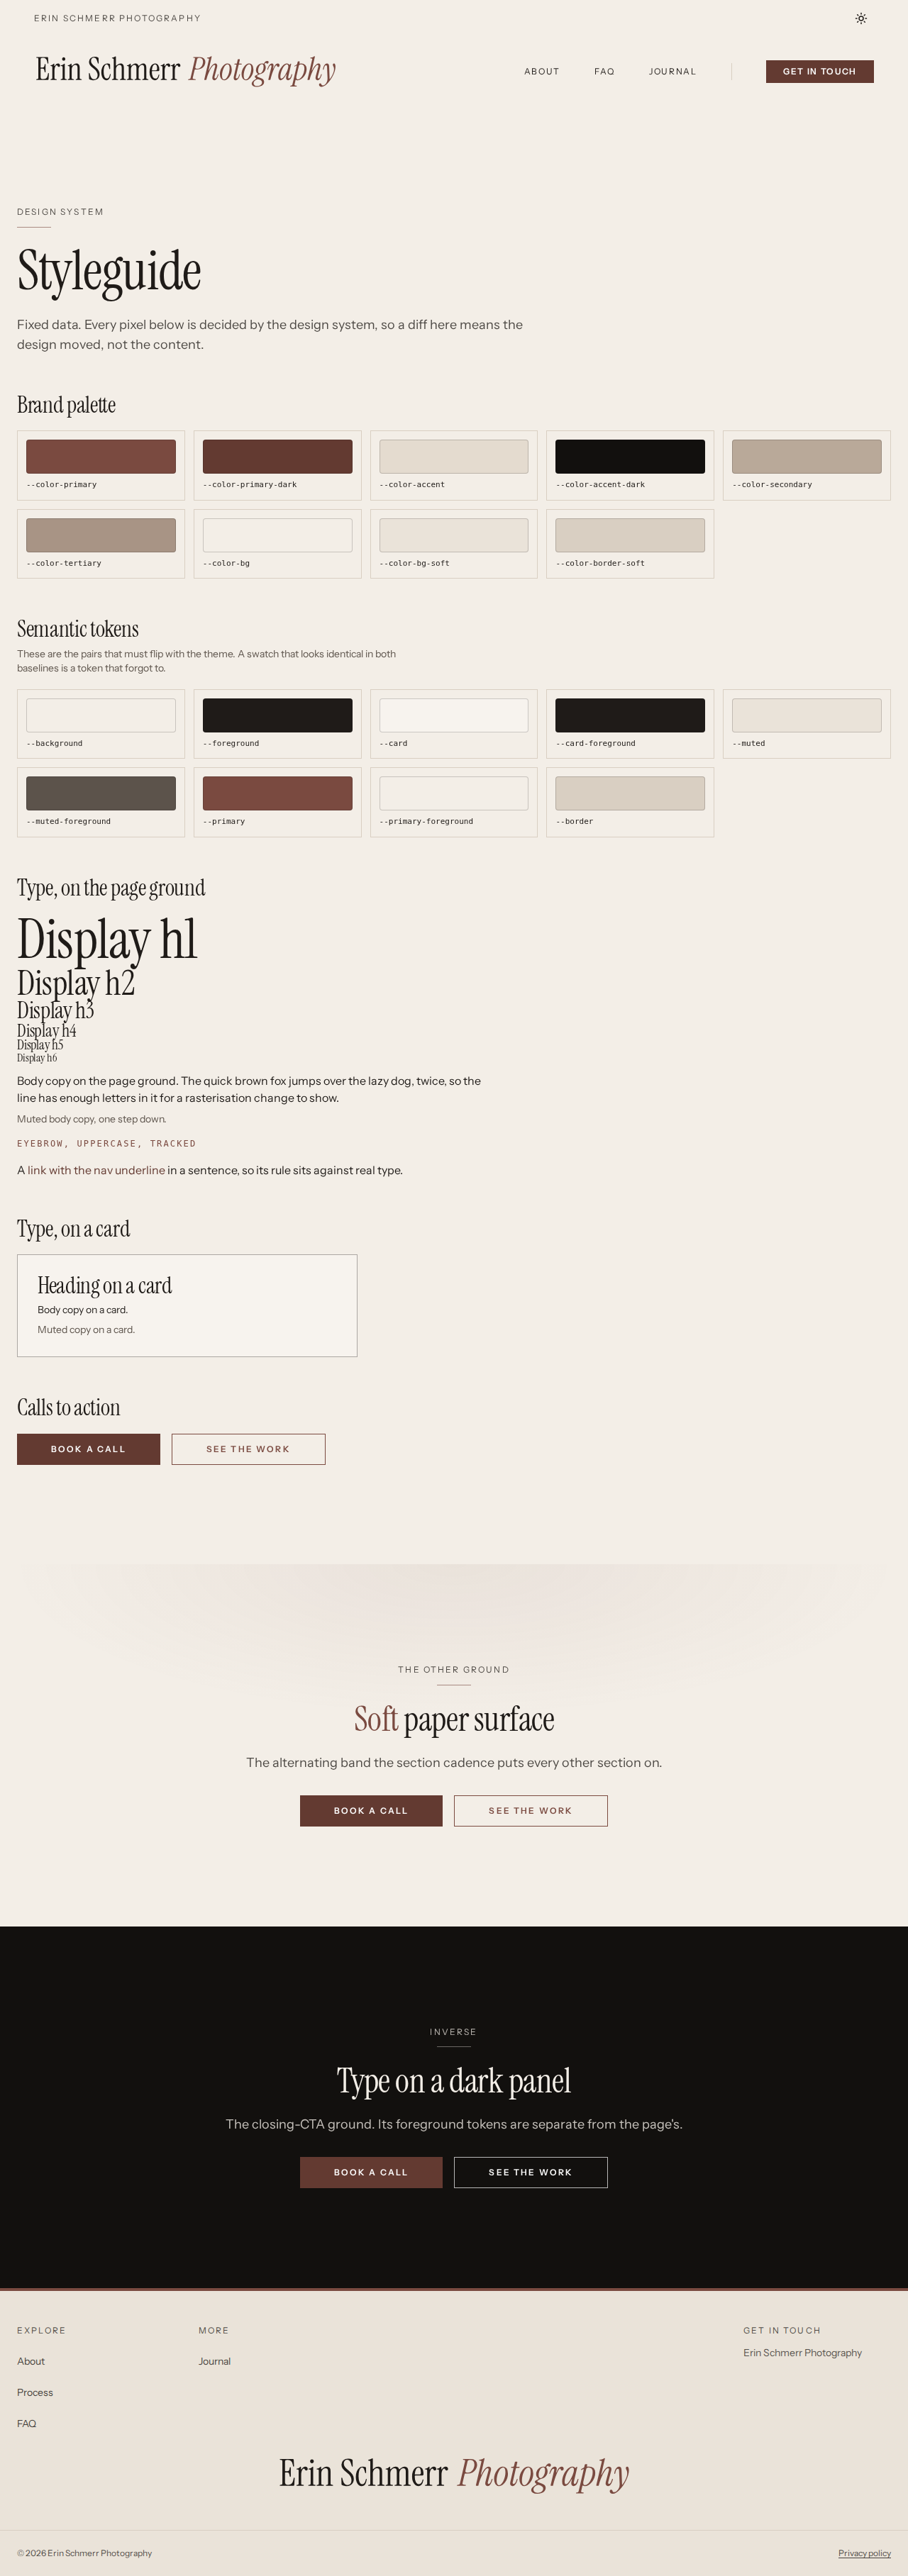 ERIN SCHMERR PHOTOGRAPHY
Erin Schmerr Photography
ABOUT
FAQ
JOURNAL
GET IN TOUCH
DESIGN SYSTEM
Styleguide
Fixed data. Every pixel below is decided by the design system, so a diff here means the
design moved, not the content.
Brand palette
--color-primary
--color-primary-dark
--color-accent
--color-accent-dark
--color-secondary
--color-tertiary
--color-bg
--color-bg-soft
--color-border-soft
Semantic tokens
These are the pairs that must flip with the theme. A swatch that looks identical in both
baselines is a token that forgot to.
--background
--foreground
--card
--card-foreground
--muted
--muted-foreground
--primary
--primary-foreground
--border
Type, on the page ground
Display h1
Display h2
Display h3
Display h4
Display h5
Display h6
Body copy on the page ground. The quick brown fox jumps over the lazy dog, twice, so the
line has enough letters in it for a rasterisation change to show.
Muted body copy, one step down.
EYEBROW, UPPERCASE, TRACKED
A link with the nav underline in a sentence, so its rule sits against real type.
Type, on a card
Heading on a card
Body copy on a card.
Muted copy on a card.
Calls to action
BOOK A CALL
SEE THE WORK
THE OTHER GROUND
Soft paper surface
The alternating band the section cadence puts every other section on.
BOOK A CALL
SEE THE WORK
INVERSE
Type on a dark panel
The closing-CTA ground. Its foreground tokens are separate from the page's.
BOOK A CALL
SEE THE WORK
EXPLORE
About
Process
FAQ
MORE
Journal
GET IN TOUCH
Erin Schmerr Photography
Erin Schmerr Photography
© 2026 Erin Schmerr Photography
Privacy policy